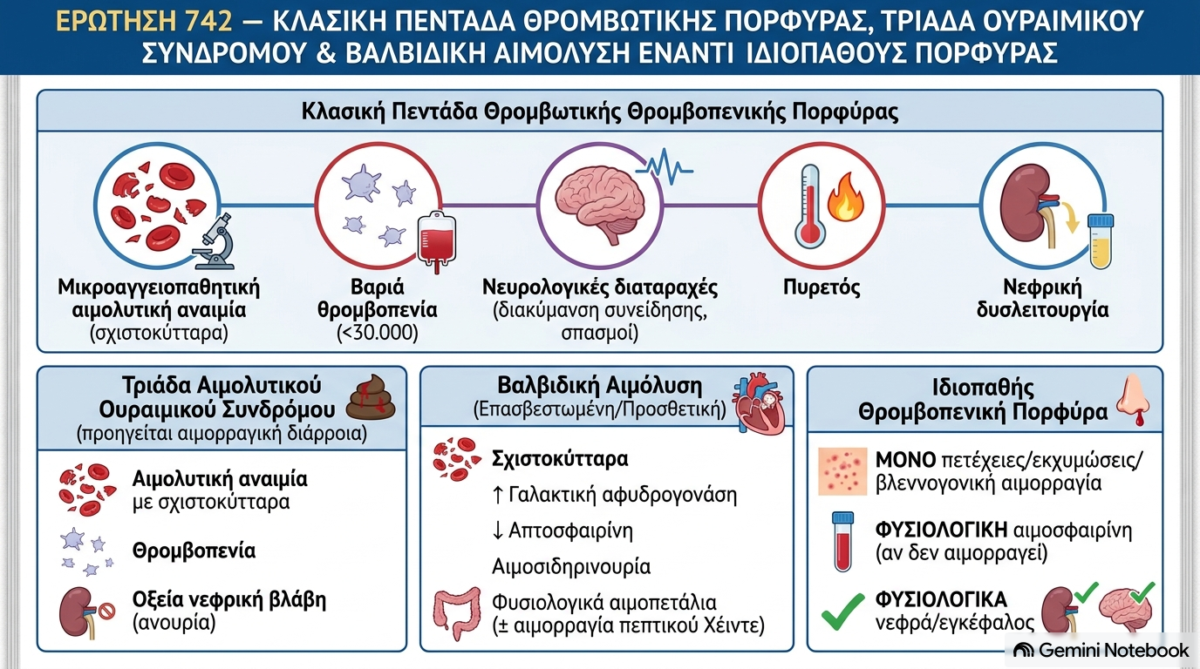 ΕΡΩΤΗΣΗ 742 — ΚΛΑΣΙΚΗ ΠΕΝΤΑΔΑ ΘΡΟΜΒΩΤΙΚΗΣ ΠΟΡΦΥΡΑΣ, ΤΡΙΑΔΑ ΟΥΡΑΙΜΙΚΟΥ
ΣΥΝΔΡΟΜΟΥ & ΒΑΛΒΙΔΙΚΗ ΑΙΜΟΛΥΣΗ ΕΝΑΝΤΙ ΙΔΙΟΠΑΘΟΥΣ ΠΟΡΦΥΡΑΣ
Κλασική Πεντάδα Θρομβωτικής Θρομβοπενικής Πορφύρας
Μικροαγγειοπαθητική
αιμολυτική αναιμία
(σχιστοκύτταρα)
Βαριά
θρομβοπενία
(<30.000)
Νευρολογικές διαταραχές
(διακύμανση συνείδησης,
σπασμοί)
Πυρετός
Νεφρική
δυσλειτουργία
Τριάδα Αιμολυτικού
Ουραιμικού Συνδρόμου
(προηγείται αιμορραγική διάρροια)
Αιμολυτική αναιμία
με σχιστοκύτταρα
Θρομβοπενία
Οξεία νεφρική βλάβη
(ανουρία)
Βαλβιδική Αιμόλυση
(Επασβεστωμένη/Προσθετική)
Σχιστοκύτταρα
↑ Γαλακτική αφυδρογονάση
↓ Απτοσφαιρίνη
Αιμοσιδηρινουρία
Φυσιολογικά αιμοπετάλια
(± αιμορραγία πεπτικού Χέιντε)
Ιδιοπαθής
Θρομβοπενική Πορφύρα
ΜΟΝΟ πετέχειες/εκχυμώσεις/
βλεννογονική αιμορραγία
ΦΥΣΙΟΛΟΓΙΚΗ αιμοσφαιρίνη
(αν δεν αιμορραγεί)
ΦΥΣΙΟΛΟΓΙΚΑ
νεφρά/εγκέφαλος
Gemini Notebook